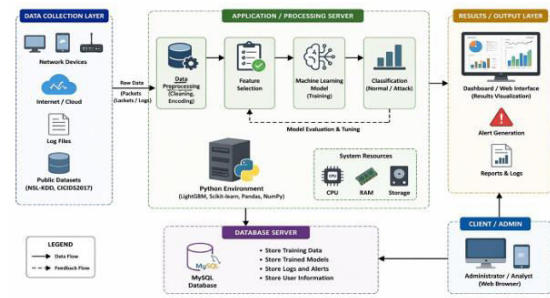 DATA COLLECTION LAYER
Network Devices
Internet / Cloud
Log Files
Public Datasets
(NSL-KDD, CICIDS2017)
Raw Data
(Packets
/ Logs)
APPLICATION / PROCESSING SERVER
Data
Preprocessing
(Cleaning,
Encoding)
Feature
Selection
Machine Learning
Model
(Training)
Classification
(Normal / Attack)
Model Evaluation & Tuning
Python Environment
(LightGBM, Scikit-learn, Pandas, NumPy)
System Resources
CPU
CPU
RAM
Storage
RESULTS / OUTPUT LAYER
Dashboard / Web Interface
(Results Visualization)
Alert Generation
Reports & Logs
LEGEND
Data Flow
Feedback Flow
DATABASE SERVER
MySQL
MySQL
Database
• Store Training Data
• Store Trained Models
• Store Logs and Alerts
• Store User Information
CLIENT / ADMIN
Administrator / Analyst
(Web Browser)